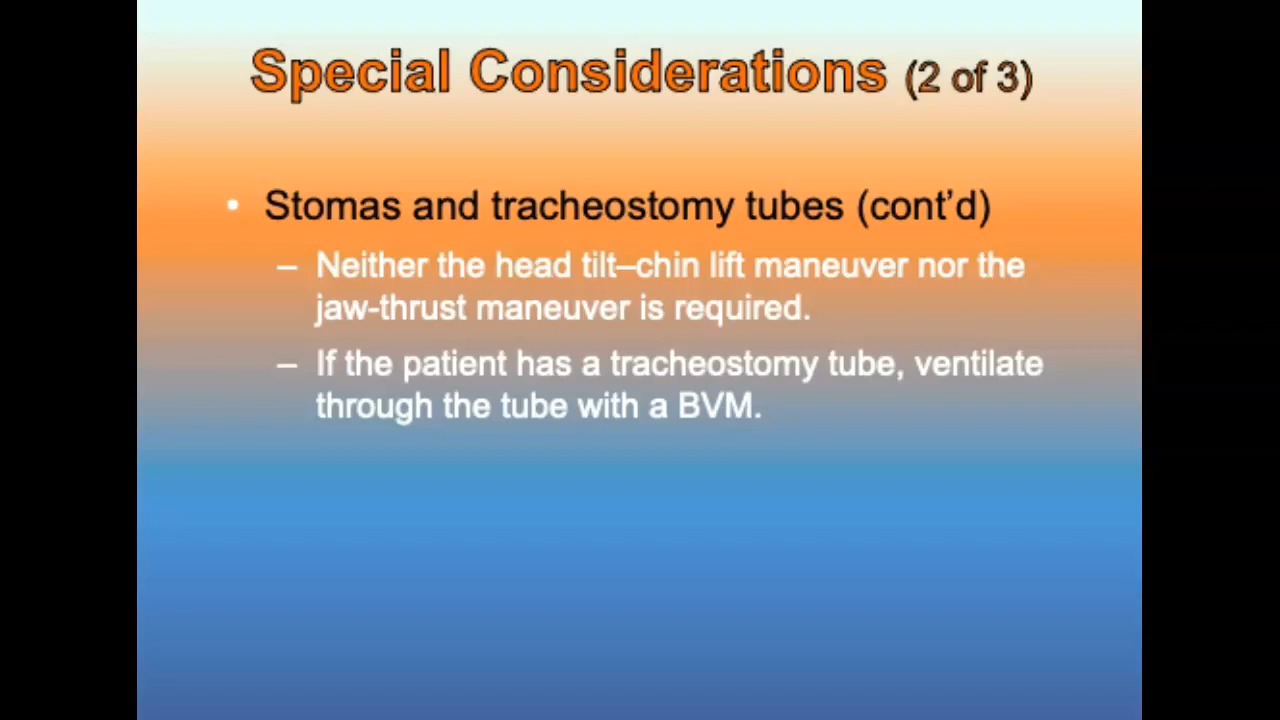 Special Considerations (2 of 3)
• Stomas and tracheostomy tubes (cont’d)
– Neither the head tilt–chin lift maneuver nor the
jaw-thrust maneuver is required.
– If the patient has a tracheostomy tube, ventilate
through the tube with a BVM.